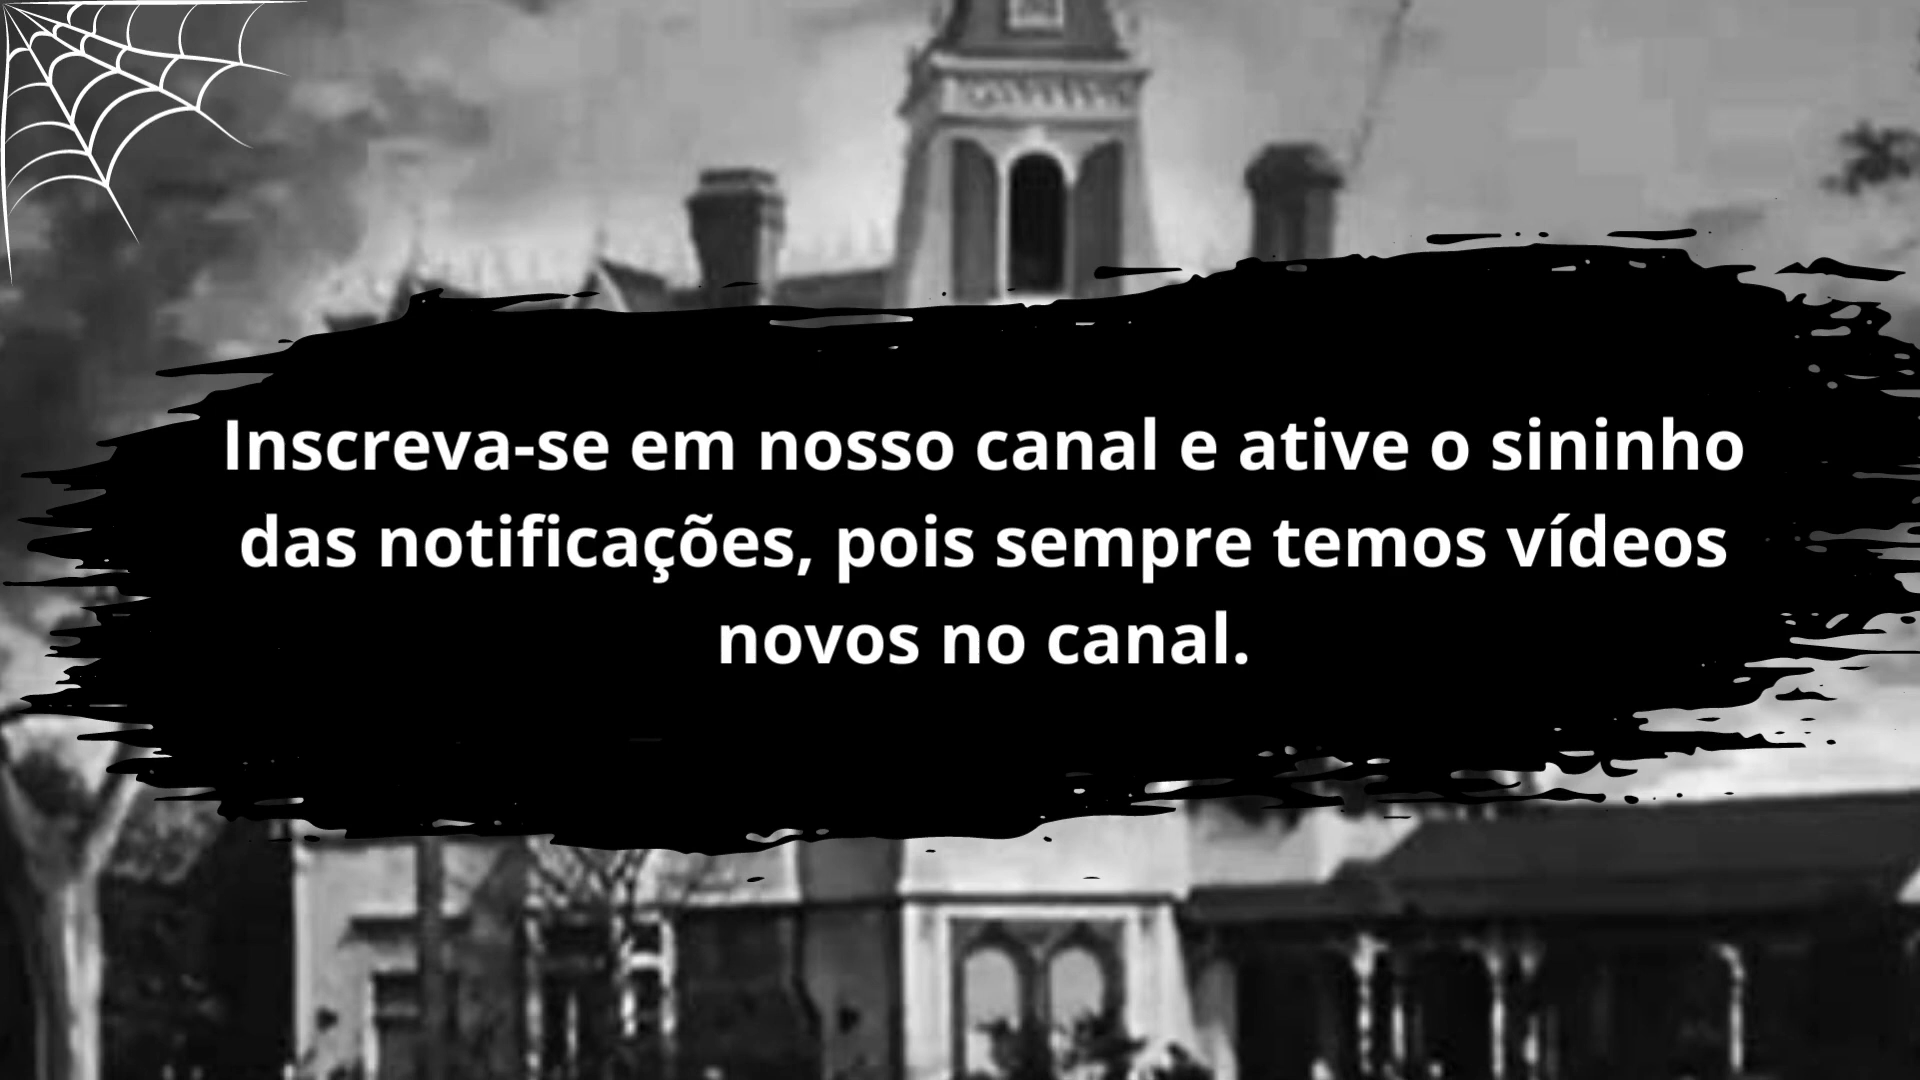 Inscreva-se em nosso canal e ative o sininho
das notificações, pois sempre temos vídeos
novos no canal.